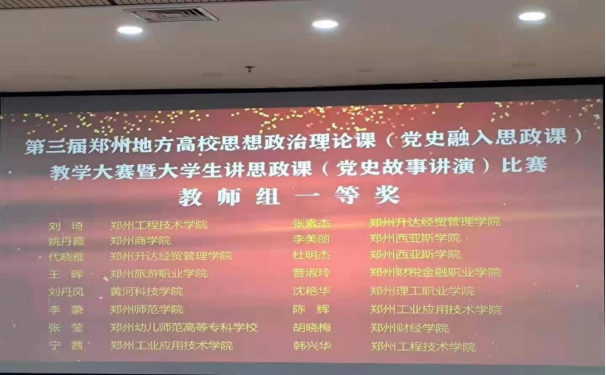 第三届郑州地方高校思想政治理论课（党史融入思政课）
教学大赛暨大学生讲思政课（党史故事讲演）比赛
教师组一等奖
刘 琦 郑州工程技术学院 张素杰 郑州升达经贸管理学院
姚丹霞 郑州商学院 李美丽 郑州西亚斯学院
代晓雅 郑州升达经贸管理学院 杜明杰 郑州西亚斯学院
王 晖 郑州旅游职业学院 曾淑玲 郑州财税金融职业学院
刘丹凤 黄河科技学院 沈艳华 郑州理工职业学院
李 蒙 郑州师范学院 陈 辉 郑州工业应用技术学院
张 莹 郑州幼儿师范高等专科学校 胡晓梅 郑州财经学院
宁 茜 郑州工业应用技术学院 韩兴华 郑州工程技术学院